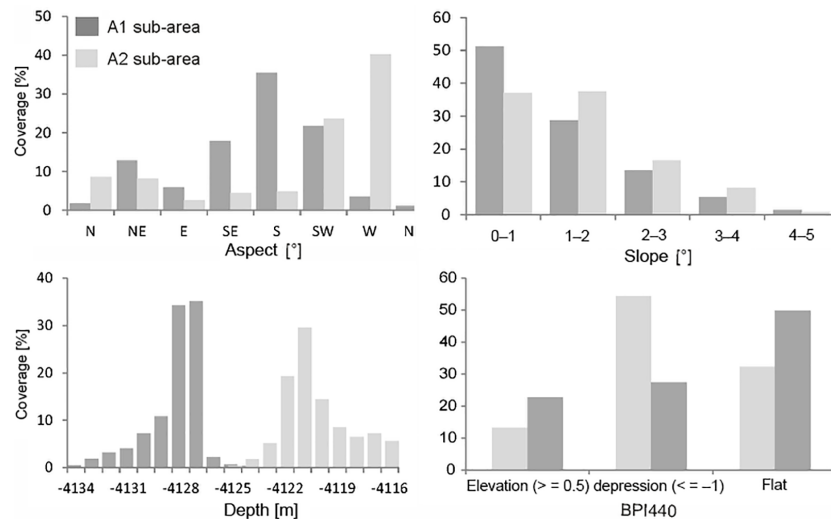 50
40
30
20
10
0
Coverage [%]
A1 sub-area
A2 sub-area
N NE E SE S SW W N
Aspect [°]
60
50
40
30
20
10
0
0–1 1–2 2–3 3–4 4–5
Slope [°]
40
30
20
10
0
Coverage [%]
-4134 -4131 -4128 -4125 -4122 -4119 -4116
Depth [m]
60
50
40
30
20
10
0
Elevation (> = 0.5) depression (< = –1) Flat
BPI440